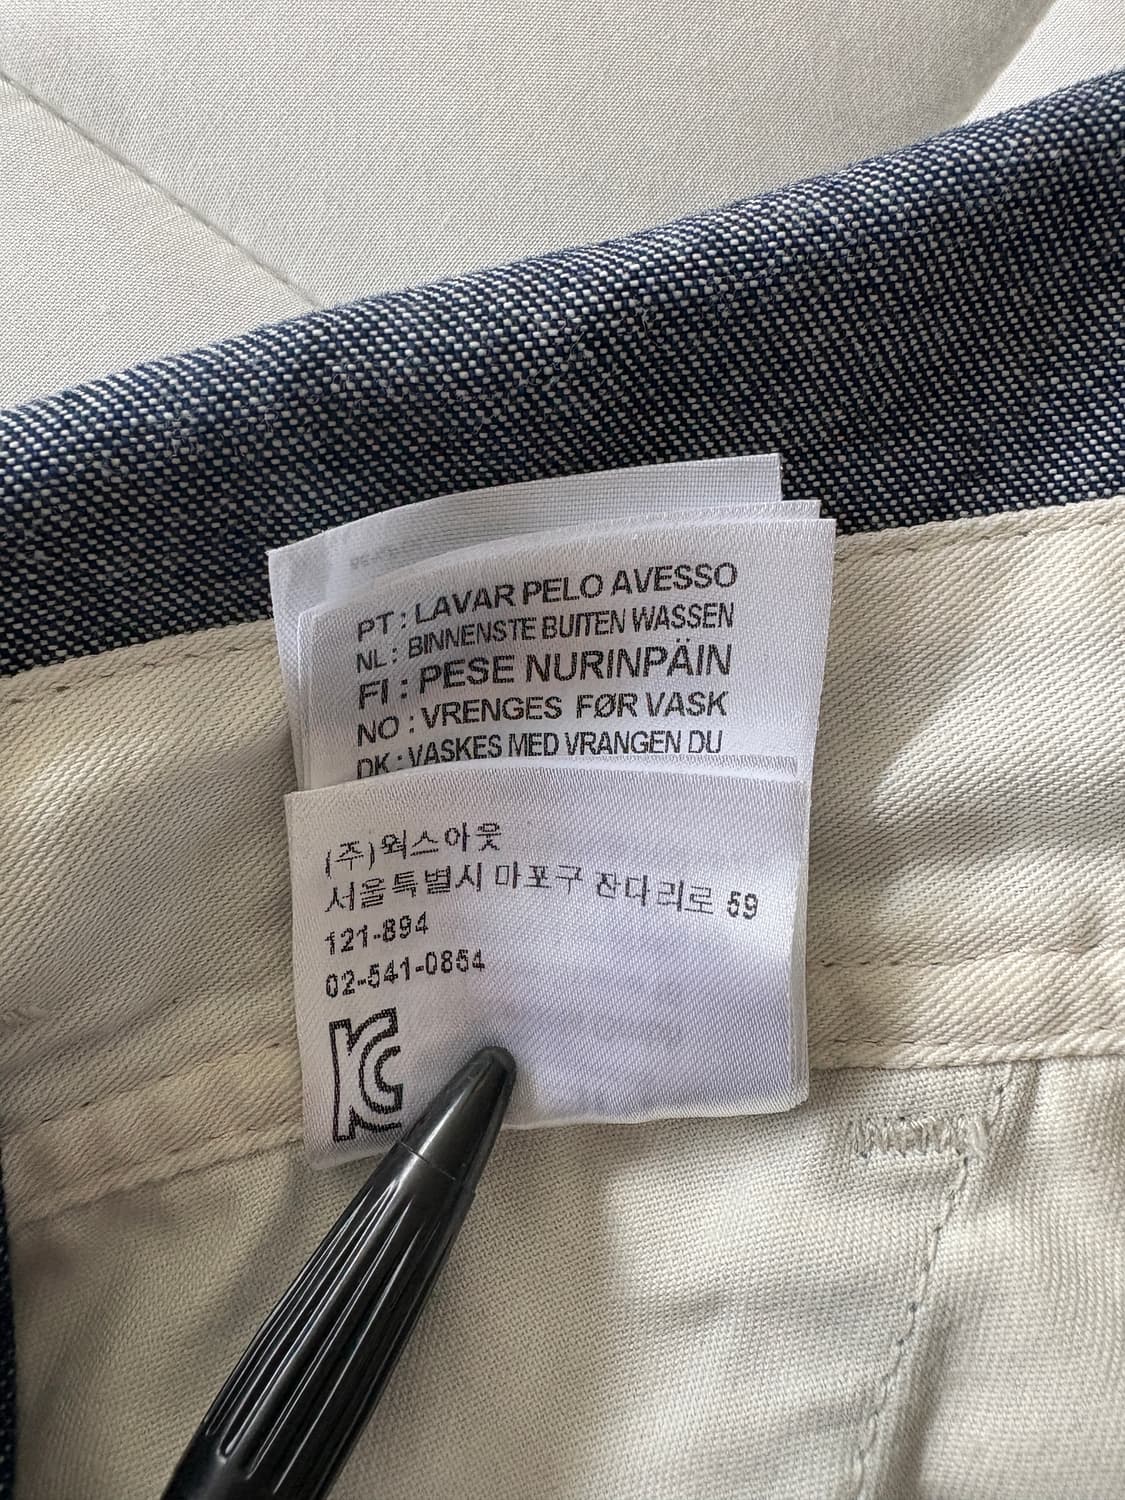 PT : LAVAR PELO AVESSO
NL : BINNENSTE BUITEN WASSEN
FI : PESE NURINPÄIN
NO : VRENGES FØR VASK
DK : VASKES MED VRANGEN DU
(주)웍스아웃
서울특별시 마포구 잔다리로 59
121-894
02-541-0854
KC